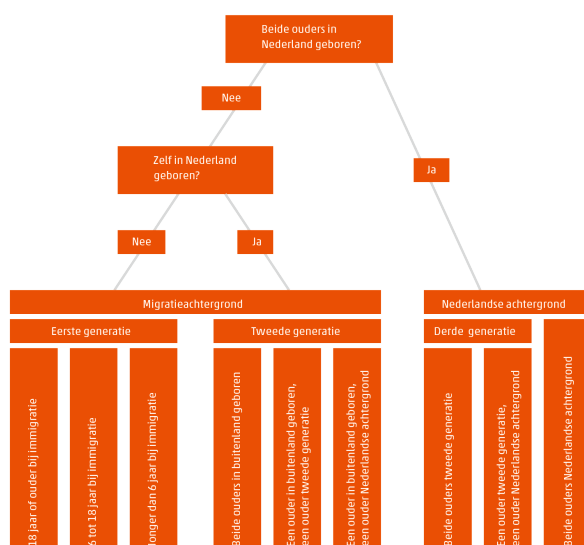 Beide ouders in
Nederland geboren?
Nee
Zelf in Nederland
geboren?
Ja
Nee
Ja
Migratieachtergrond
Nederlandse achtergrond
Eerste generatie
Tweede generatie
Derde generatie
18 jaar of ouder bij immigratie
6 tot 18 jaar bij immigratie
Jonger dan 6 jaar bij immigratie
Beide ouders in buitenland geboren
Een ouder in buitenland geboren,
een ouder tweede generatie
Een ouder in buitenland geboren,
een ouder Nederlandse achtergrond
Beide ouders tweede generatie
Een ouder tweede generatie,
een ouder Nederlandse achtergrond
Beide ouders Nederlandse achtergrond